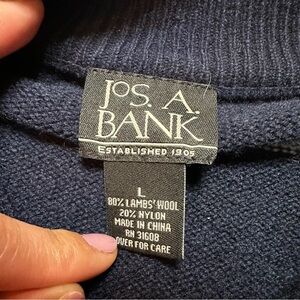 JOS. A.
BANK
ESTABLISHED 1905
L
80% LAMBS' WOOL
20% NYLON
MADE IN CHINA
RN 31608
OVER FOR CARE